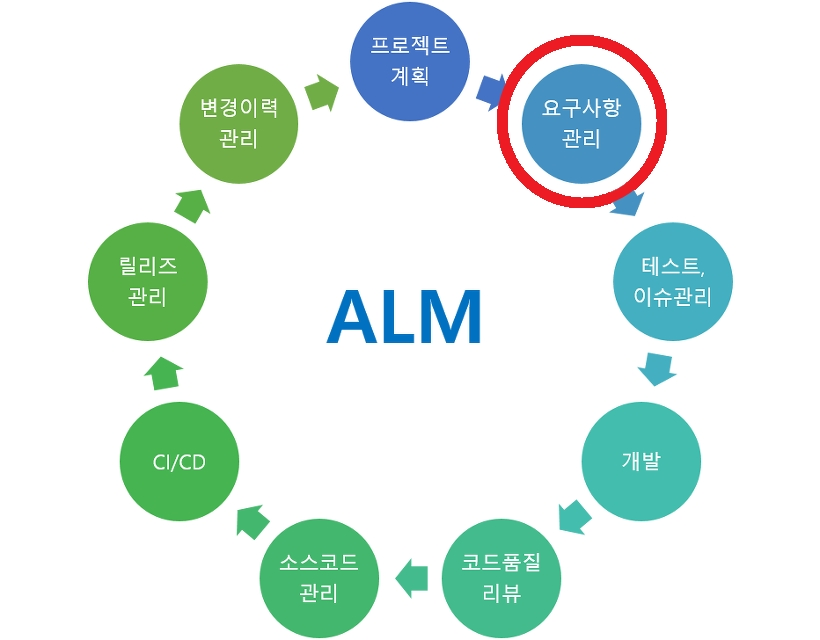 프로젝트
계획
요구사항
관리
테스트,
이슈관리
개발
코드품질
리뷰
소스코드
관리
CI/CD
릴리즈
관리
변경이력
관리
ALM